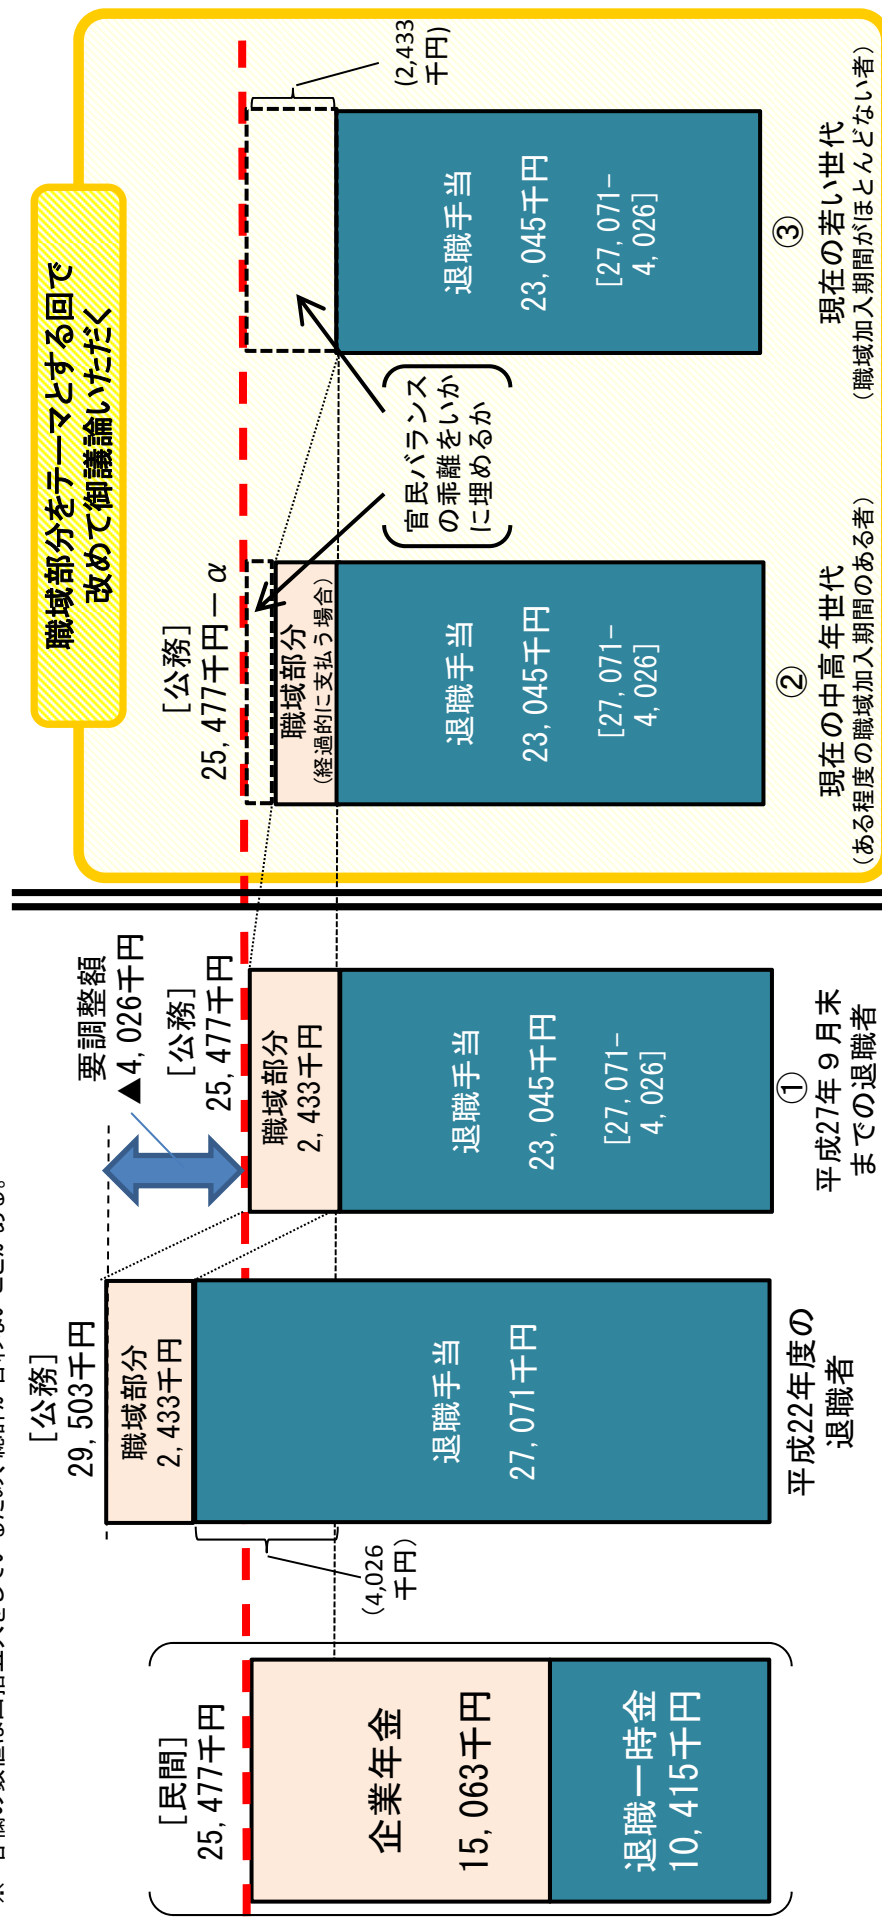 職域部分をテーマとする回で
改めて御議論いただく
[民間]
25,477千円
企業年金
15,063千円
退職一時金
10,415千円
[公務]
29,503千円
職域部分
2,433千円
退職手当
27,071千円
(4,026
千円)
平成22年度の
退職者
要調整額
▲4,026千円
[公務]
25,477千円
職域部分
2,433千円
退職手当
23,045千円
[27,071-
4,026]
①
平成27年９月末
までの退職者
[公務]
25,477千円－α
職域部分
(経過的に支払う場合)
退職手当
23,045千円
[27,071-
4,026]
②
現在の中高年世代
(ある程度の職域加入期間のある者)
官民バランス
の乖離をいか
に埋めるか
(2,433
千円)
退職手当
23,045千円
[27,071-
4,026]
③
現在の若い世代
(職域加入期間がほとんどない者)